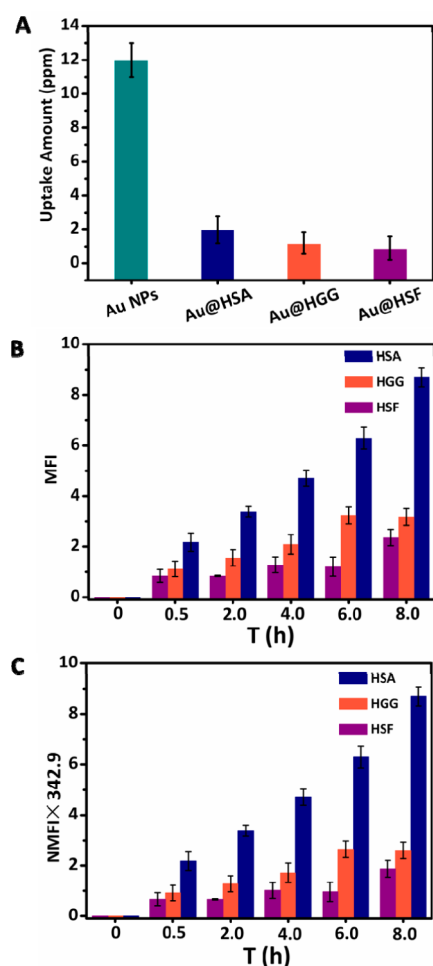 A
Uptake Amount (ppm)
14
12
10
8
6
4
2
0
Au NPs
Au@HSA
Au@HGG
Au@HSF
B
MFI
10
8
6
4
2
0
HSA
HGG
HSF
0
0.5
2.0
4.0
6.0
8.0
T (h)
C
NMFI× 342.9
10
8
6
4
2
0
HSA
HGG
HSF
0
0.5
2.0
4.0
6.0
8.0
T (h)